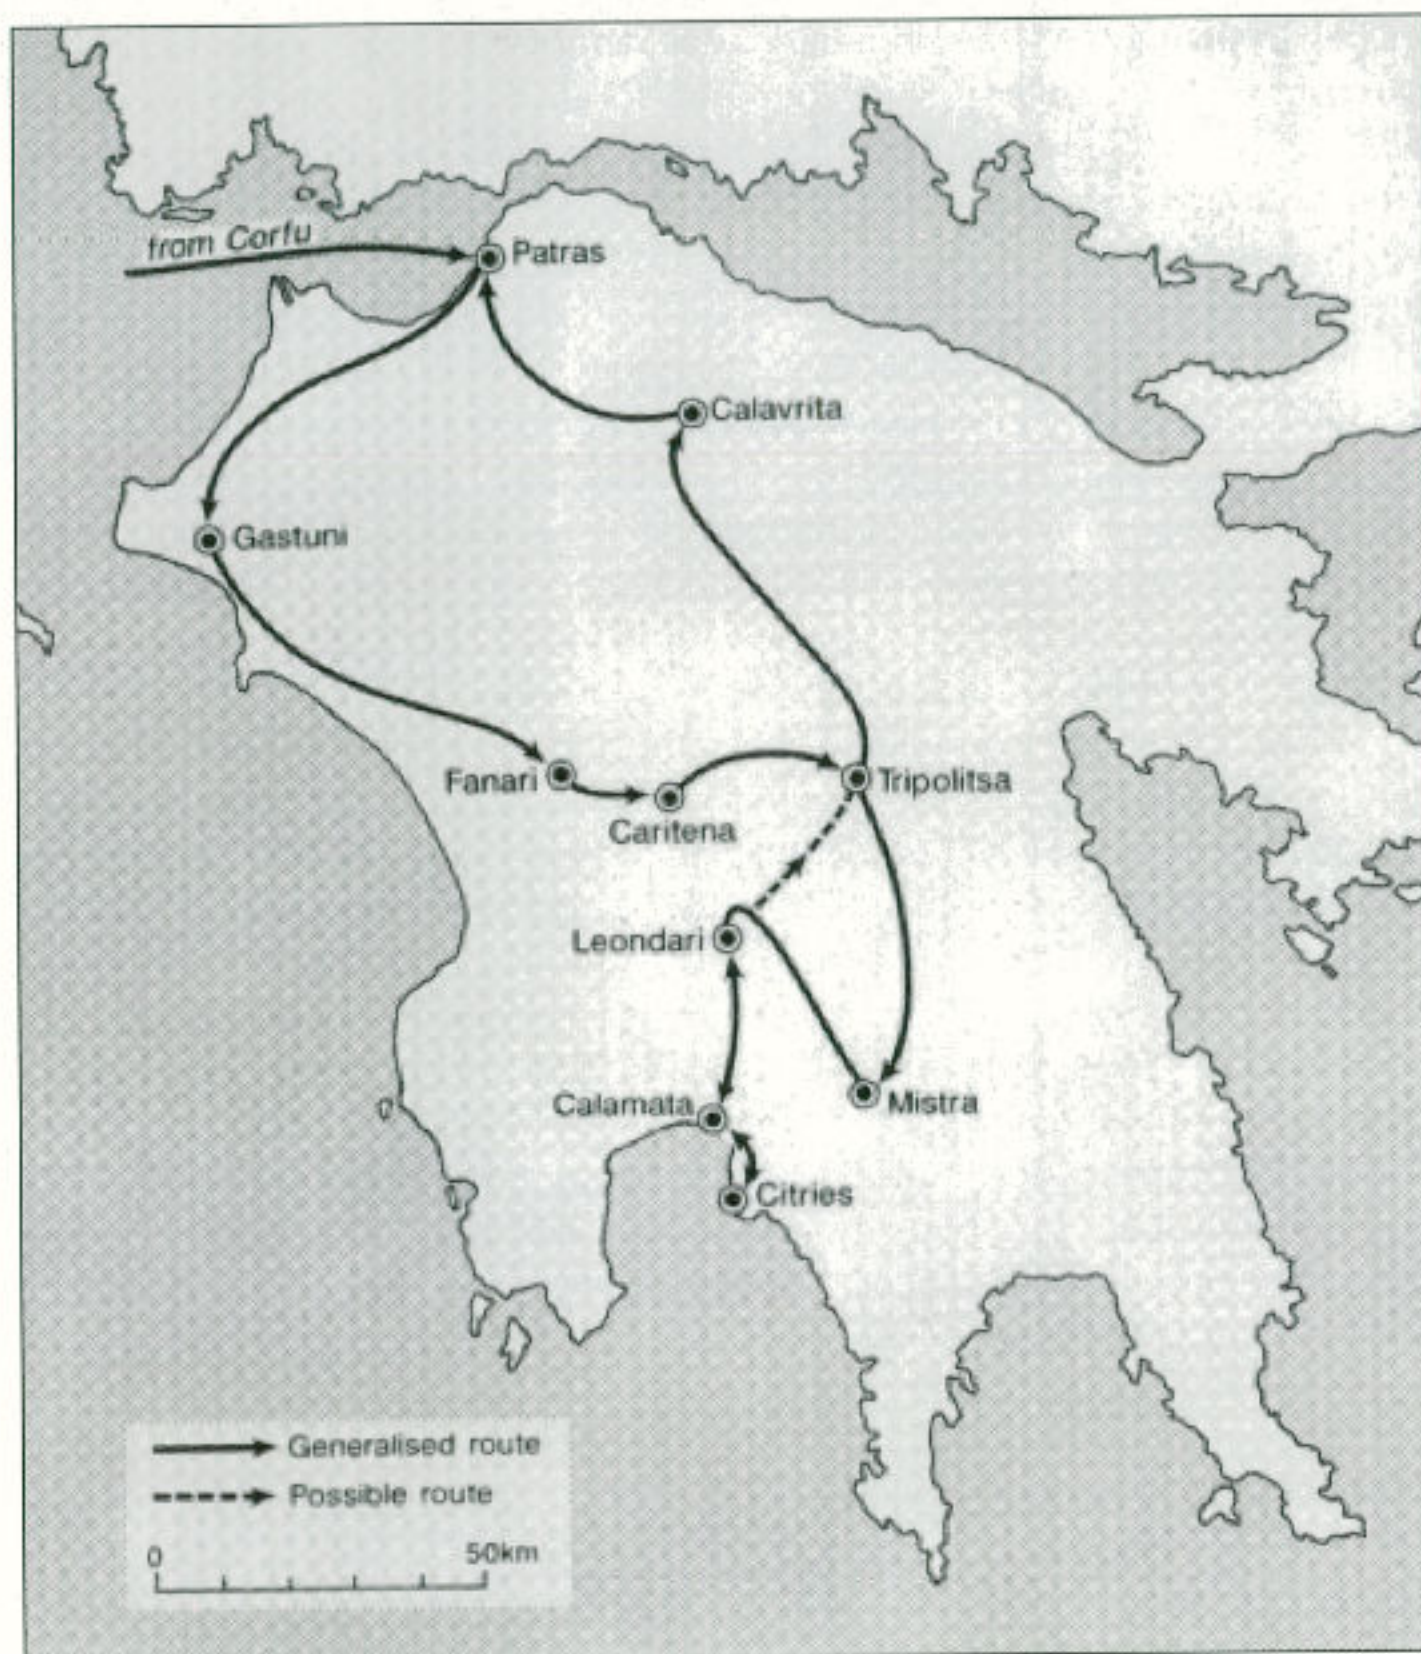 from Corfu
Patras
Calavrita
Gastuni
Fanari
Caritena
Tripolitsa
Leondari
Calamata
Mistra
Citries
Generalised route
Possible route
0 50km